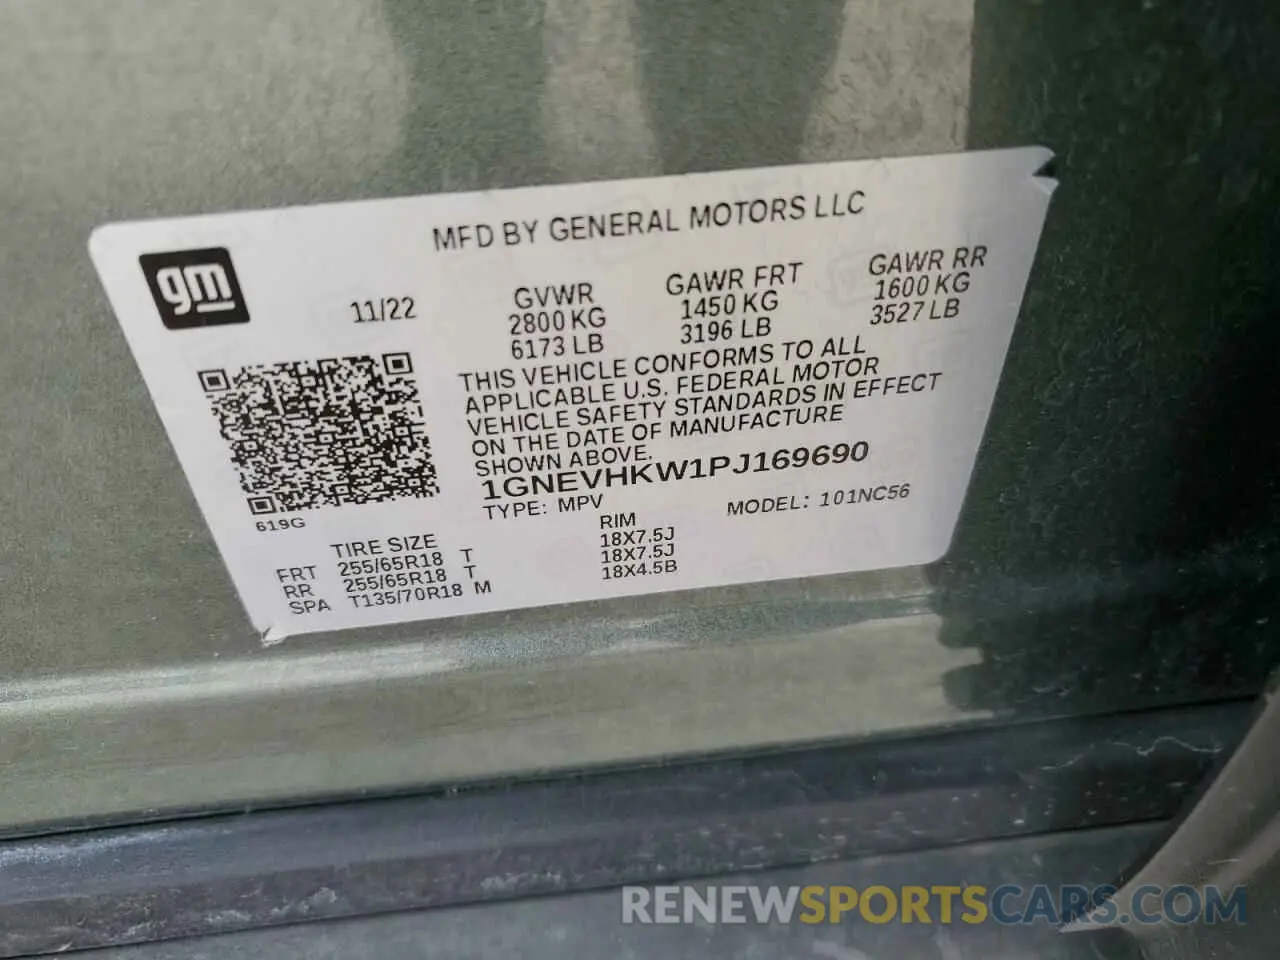 MFD BY GENERAL MOTORS LLC
gm
11/22
GVWR GAWR FRT GAWR RR
2800 KG 1450 KG 1600 KG
6173 LB 3196 LB 3527 LB
THIS VEHICLE CONFORMS TO ALL
APPLICABLE U.S. FEDERAL MOTOR
VEHICLE SAFETY STANDARDS IN EFFECT
ON THE DATE OF MANUFACTURE
SHOWN ABOVE.
1GNEVHKW1PJ169690
TYPE: MPV MODEL: 101NC56
619G
TIRE SIZE RIM
FRT 255/65R18 T 18X7.5J
RR 255/65R18 T 18X7.5J
SPA T135/70R18 M 18X4.5B
RENEWSPORTSCARS.COM